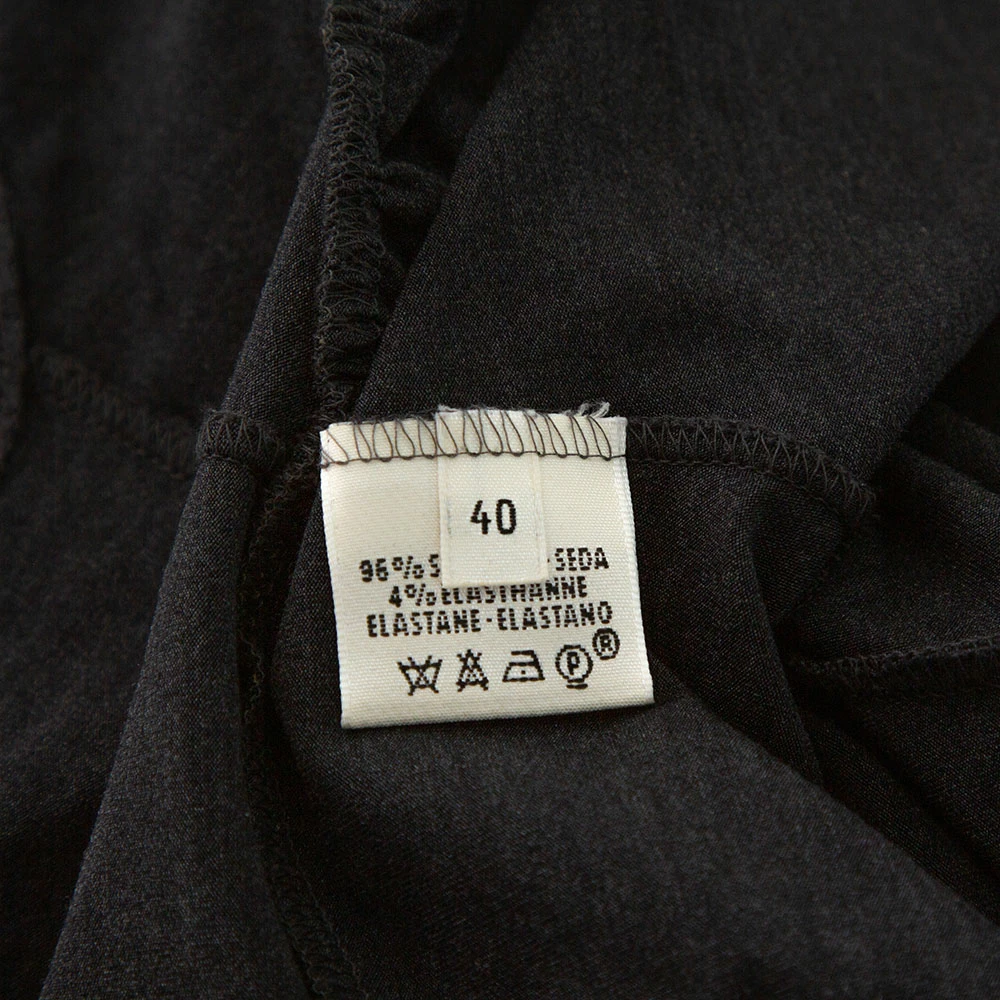 40
96% S · SEDA
4% ELASTHANNE
ELASTANE - ELASTANO
P ®